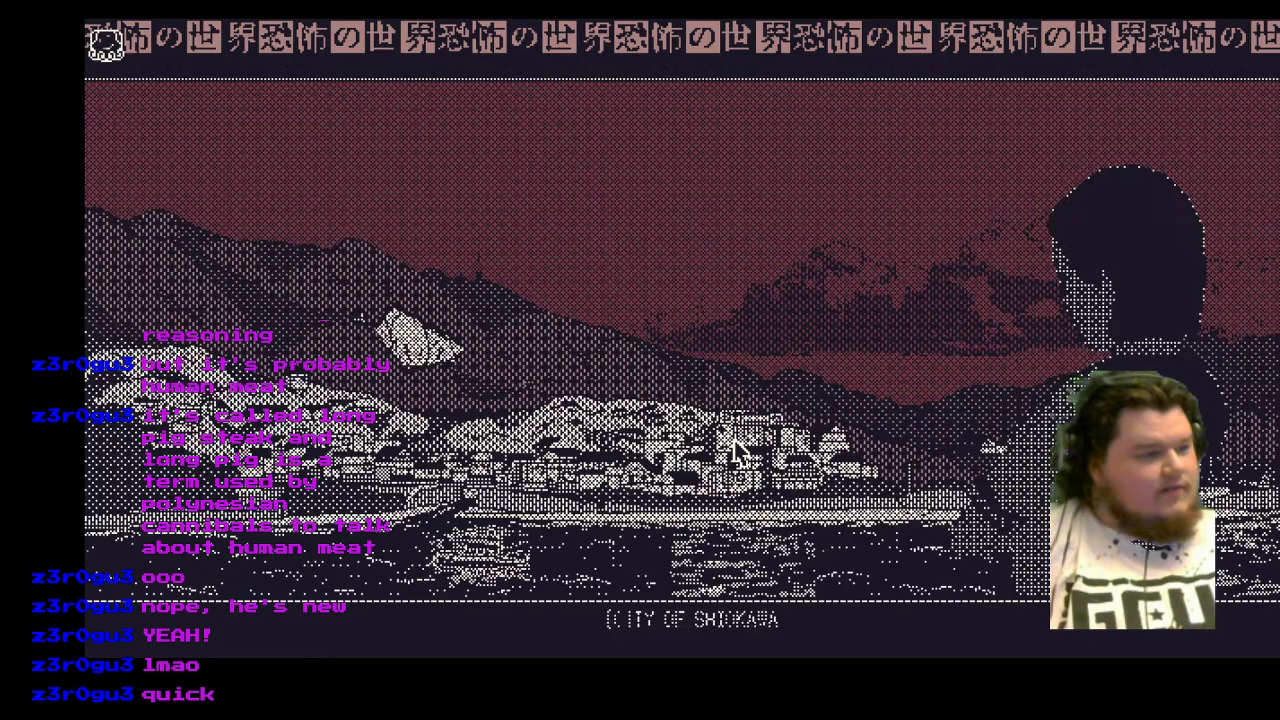 恐怖の世界恐怖の世界恐怖の世界恐怖の世界恐怖の世界恐怖の世界恐怖の世
reasoning
z3r0gu3 but it's probably
human meat
z3r0gu3 it's called long
pig steak and
long pig is a
term used by
polynesian
cannibals to talk
about human meat
z3r0gu3 ooo
z3r0gu3 nope, he's new
z3r0gu3 YEAH!
z3r0gu3 lmao
z3r0gu3 quick
CITY OF SHIOKAWA
GCU